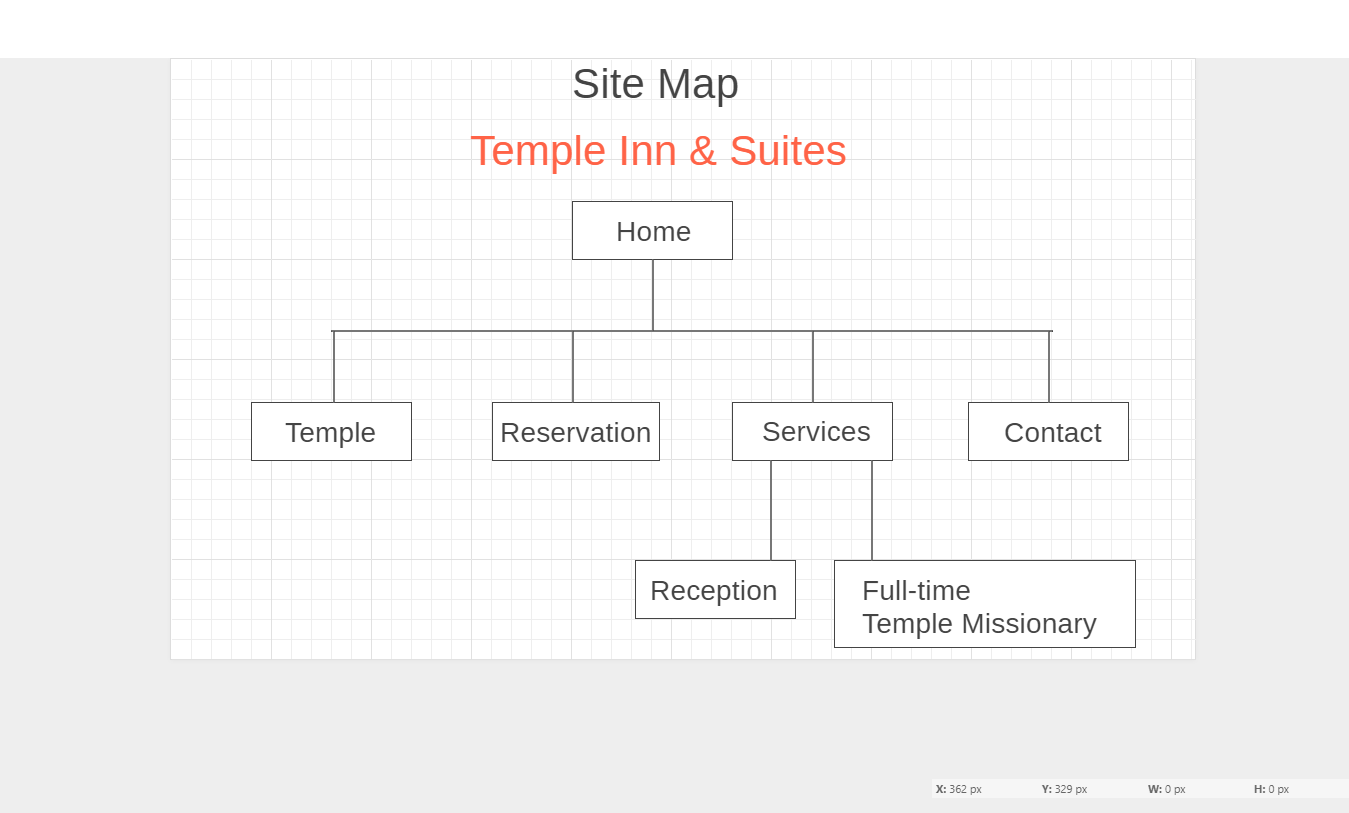 Site Map
Temple Inn & Suites
Home
Temple
Reservation
Services
Contact
Reception
Full-time
Temple Missionary
X: 362 px Y: 329 px W: 0 px H: 0 px